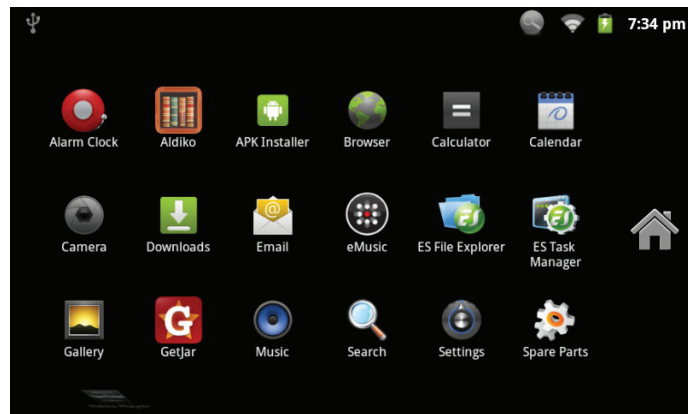 7:34 pm
Alarm Clock
Aldiko
APK Installer
Browser
Calculator
Calendar
Camera
Downloads
Email
eMusic
ES File Explorer
ES Task
Manager
G
Gallery
GetJar
Music
Search
Settings
Spare Parts